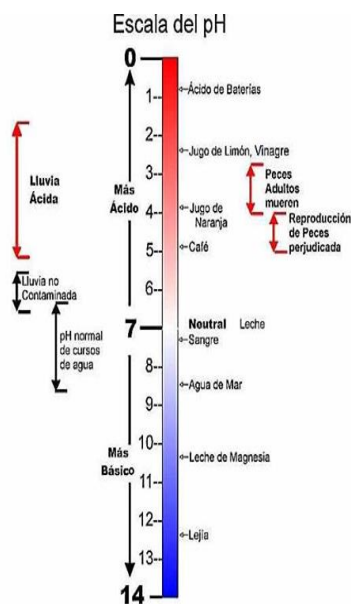 Escala del pH
0
1
Ácido de Baterías
2
Jugo de Limón, Vinagre
3
Peces
Adultos
mueren
Lluvia
Ácida
Más
Ácido
4
Jugo de
Naranja
Reproducción
de Peces
perjudicada
5
Café
Lluvia no
Contaminada
6
7
Neutral Leche
Sangre
pH normal
de cursos
de agua
8
Agua de Mar
9
10
Leche de Magnesia
Más
Básico
11
12
Lejía
13
14